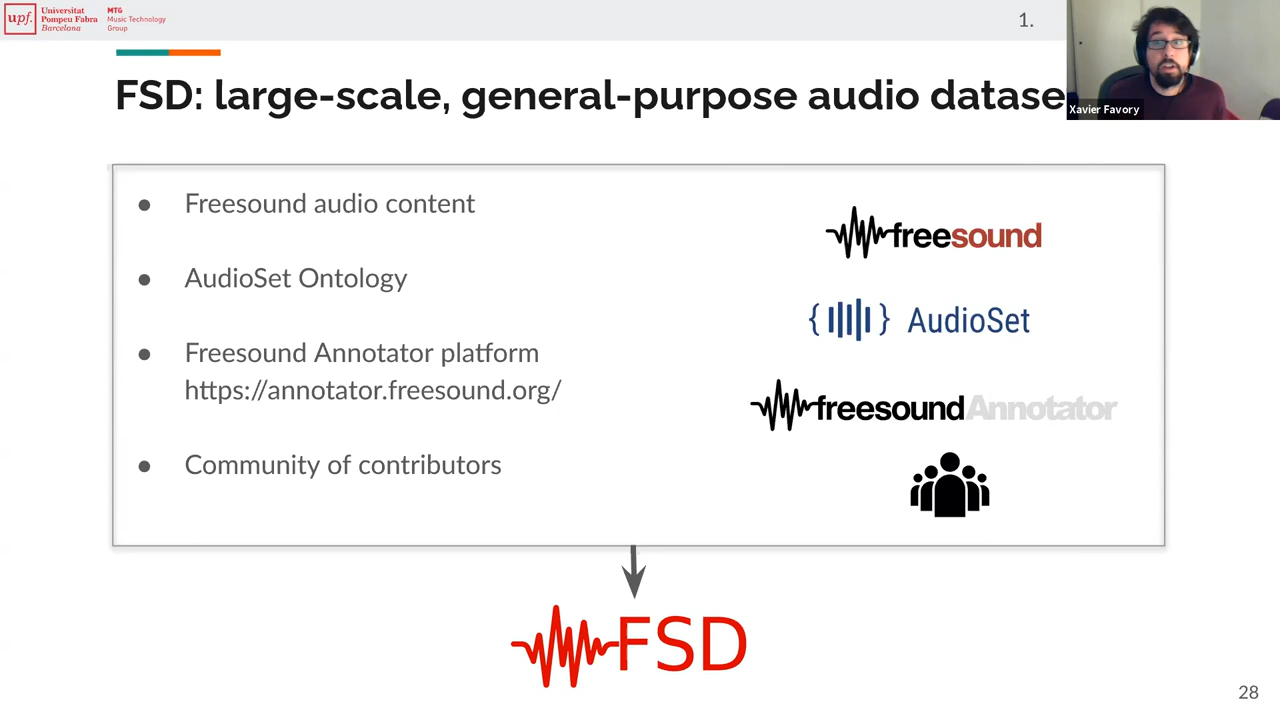 upf.
Universitat
Pompeu Fabra
Barcelona
MTG
Music Technology
Group
1.
Xavier Favory
FSD: large-scale, general-purpose audio datase
● Freesound audio content
● AudioSet Ontology
● Freesound Annotator platform
https://annotator.freesound.org/
● Community of contributors
freesound
{ } AudioSet
freesoundAnnotator
FSD
28